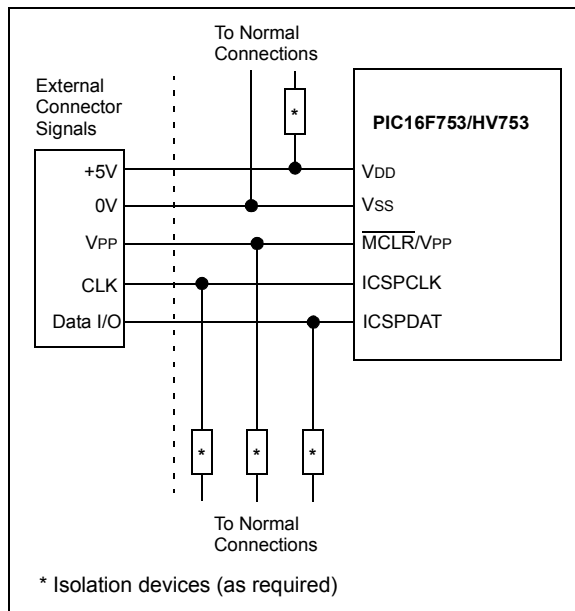 To Normal
Connections
External
Connector
Signals
*
PIC16F753/HV753
+5V
VDD
0V
VSS
VPP
MCLR/VPP
CLK
ICSPCLK
Data I/O
ICSPDAT
* * *
To Normal
Connections
* Isolation devices (as required)